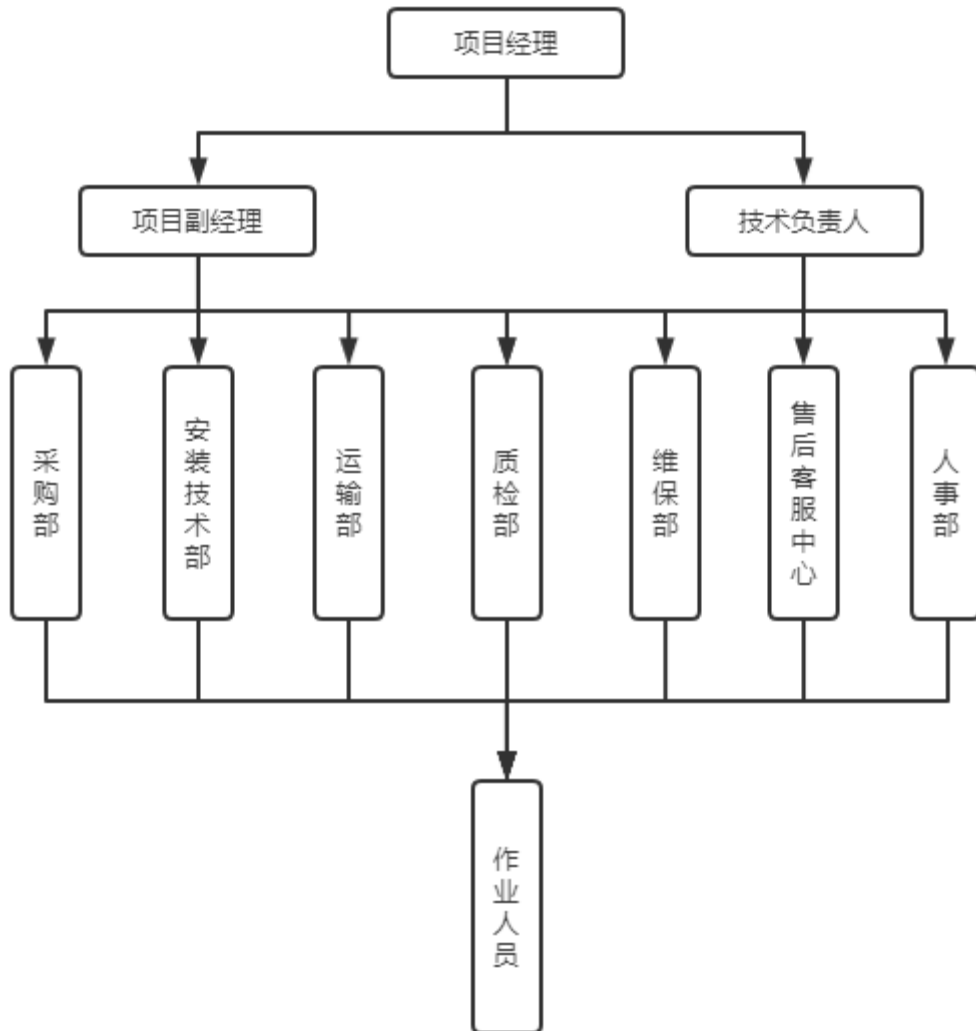 项目经理
项目副经理
技术负责人
采购部
安装技术部
运输部
质检部
维保部
售后客服中心
人事部
作业人员